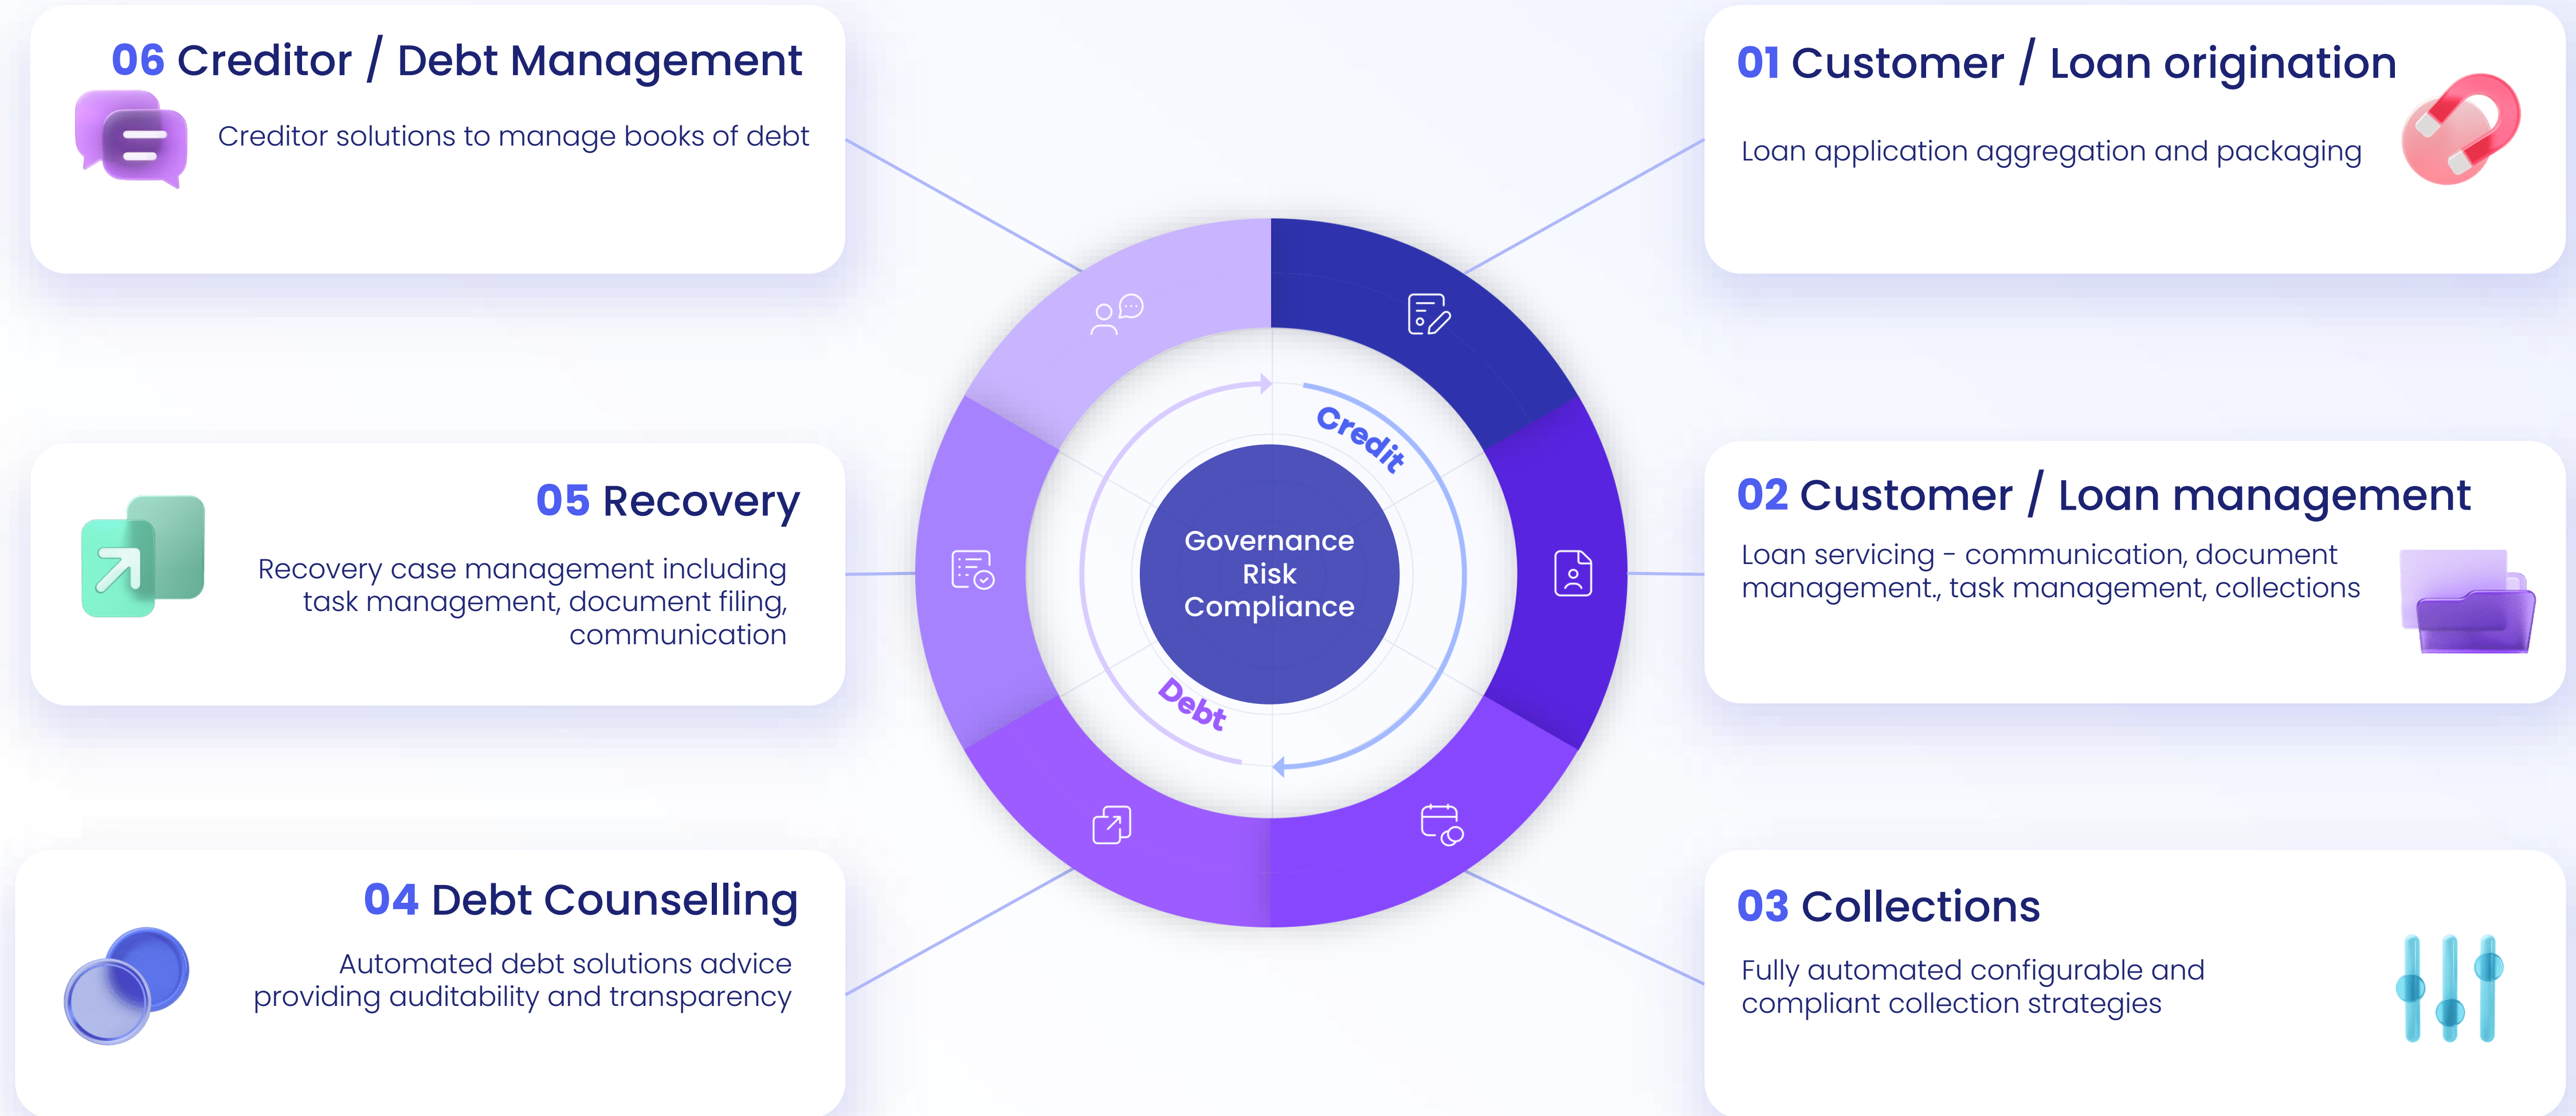 06 Creditor / Debt Management
Creditor solutions to manage books of debt
01 Customer / Loan origination
Loan application aggregation and packaging
Credit
Governance
Risk
Compliance
Debt
05 Recovery
Recovery case management including
task management, document filing,
communication
02 Customer / Loan management
Loan servicing - communication, document
management., task management, collections
04 Debt Counselling
Automated debt solutions advice
providing auditability and transparency
03 Collections
Fully automated configurable and
compliant collection strategies